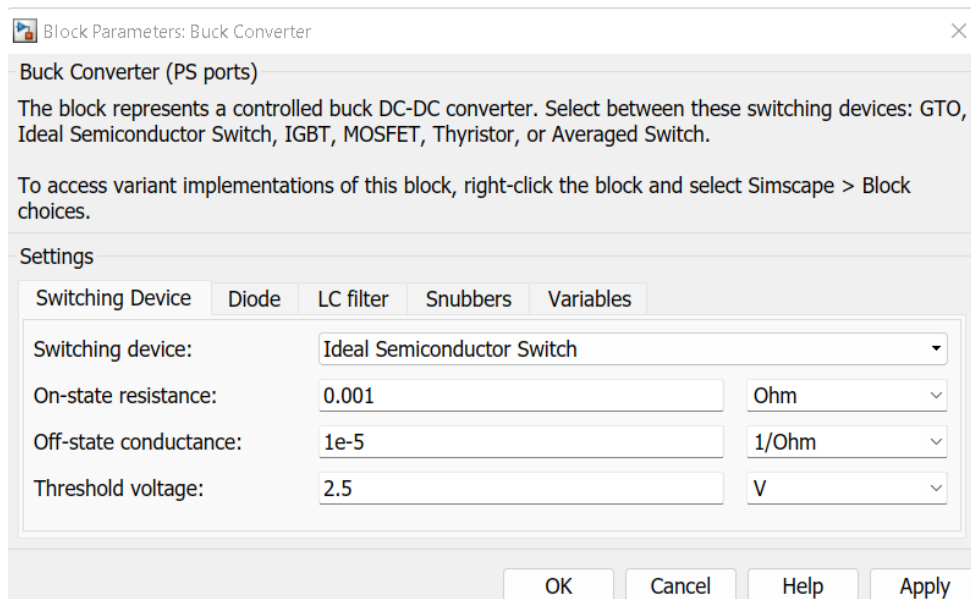 Block Parameters: Buck Converter
Buck Converter (PS ports)
The block represents a controlled buck DC-DC converter. Select between these switching devices: GTO,
Ideal Semiconductor Switch, IGBT, MOSFET, Thyristor, or Averaged Switch.
To access variant implementations of this block, right-click the block and select Simscape > Block
choices.
Settings
Switching Device Diode LC filter Snubbers Variables
Switching device: Ideal Semiconductor Switch
On-state resistance: 0.001 Ohm
Off-state conductance: 1e-5 1/Ohm
Threshold voltage: 2.5 V
OK Cancel Help Apply